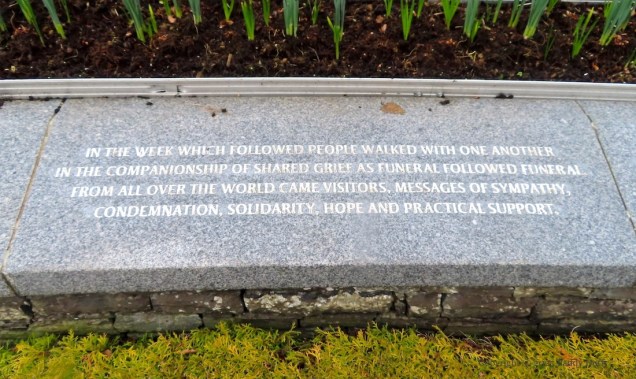 IN THE WEEK WHICH FOLLOWED PEOPLE WALKED WITH ONE ANOTHER
IN THE COMPANIONSHIP OF SHARED GRIEF AS FUNERAL FOLLOWED FUNERAL
FROM ALL OVER THE WORLD CAME VISITORS, MESSAGES OF SYMPATHY,
CONDEMNATION, SOLIDARITY, HOPE AND PRACTICAL SUPPORT.